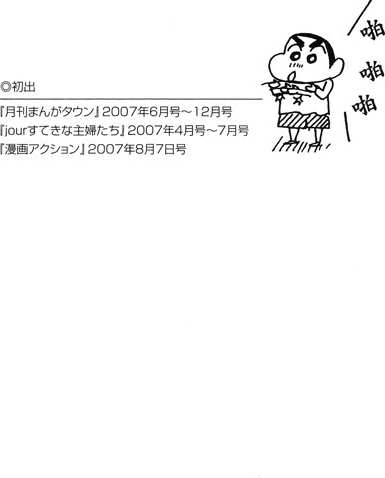 ◎初出
『月刊まんがタウン』2007年6月号〜12月号
『jourすてきな主婦たち』2007年4月号〜7月号
『漫画アクション』2007年8月7日号
啪
啪
啪